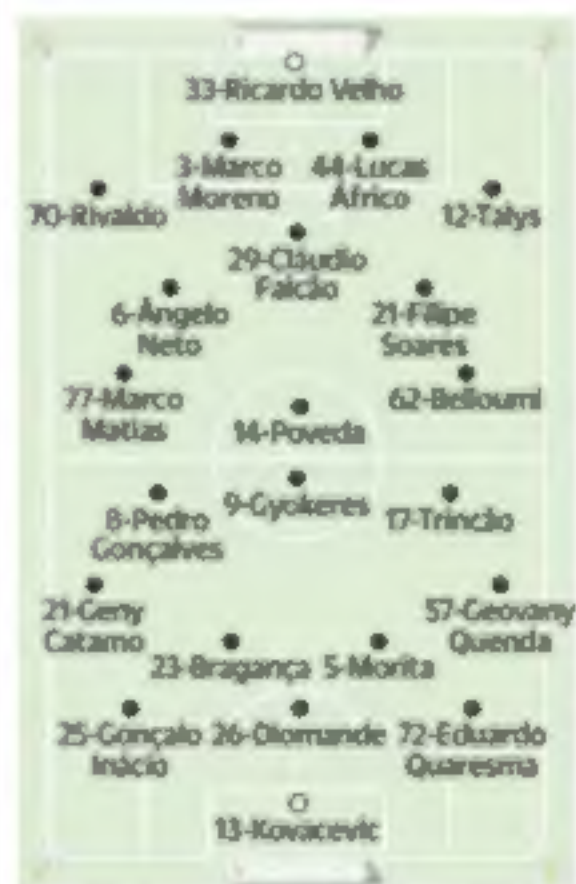 33-Ricardo Velho
3-Marco
Moreno
44-Lucas
Áfrico
70-Rivaldo
12-Talys
29-Cláudio
Falcão
6-Ângelo
Neto
21-Filipe
Soares
77-Marco
Matias
62-Belloumi
14-Poveda
9-Gyokeres
8-Pedro
Gonçalves
17-Trincão
21-Geny
Catamo
57-Geovany
Quenda
23-Bragança
5-Morita
25-Gonçalo
Inácio
26-Diomande
72-Eduardo
Quaresma
13-Kovacevic